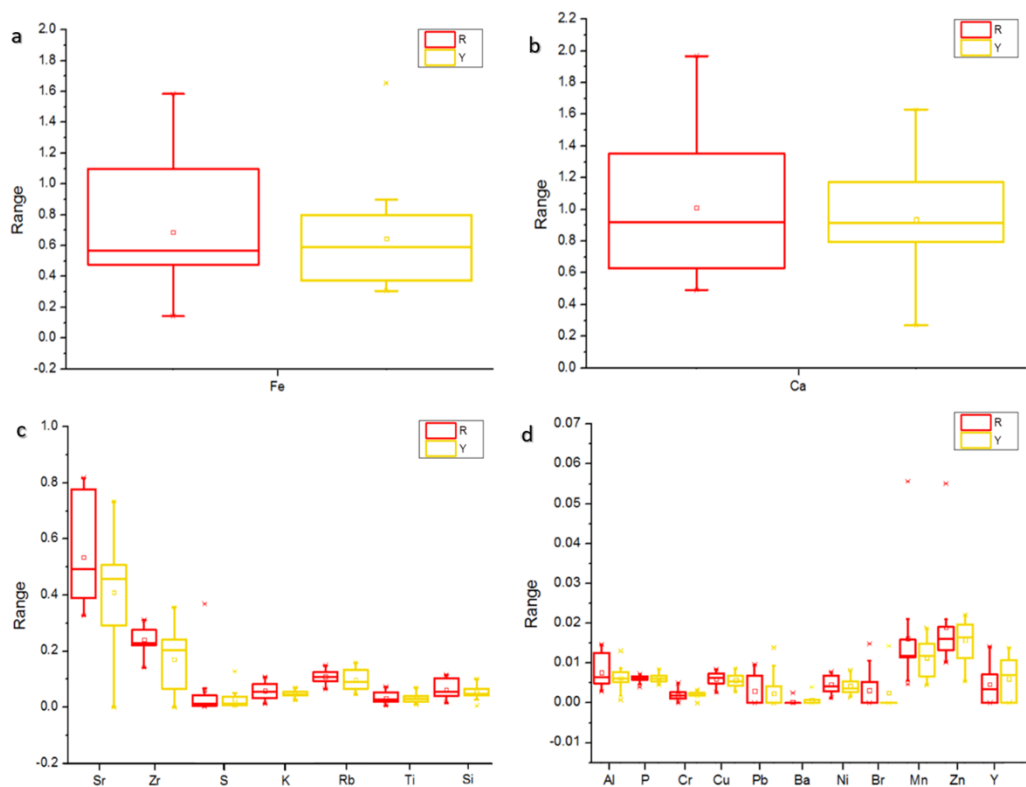 a
R
Y
Range
2.0
1.8
1.6
1.4
1.2
1.0
0.8
0.6
0.4
0.2
0.0
-0.2
Fe
b
R
Y
Range
2.2
2.0
1.8
1.6
1.4
1.2
1.0
0.8
0.6
0.4
0.2
0.0
Ca
c
R
Y
Range
1.0
0.8
0.6
0.4
0.2
0.0
-0.2
Sr Zr S K Rb Ti Si
d
R
Y
Range
0.07
0.06
0.05
0.04
0.03
0.02
0.01
0.00
-0.01
Al P Cr Cu Pb Ba Ni Br Mn Zn Y